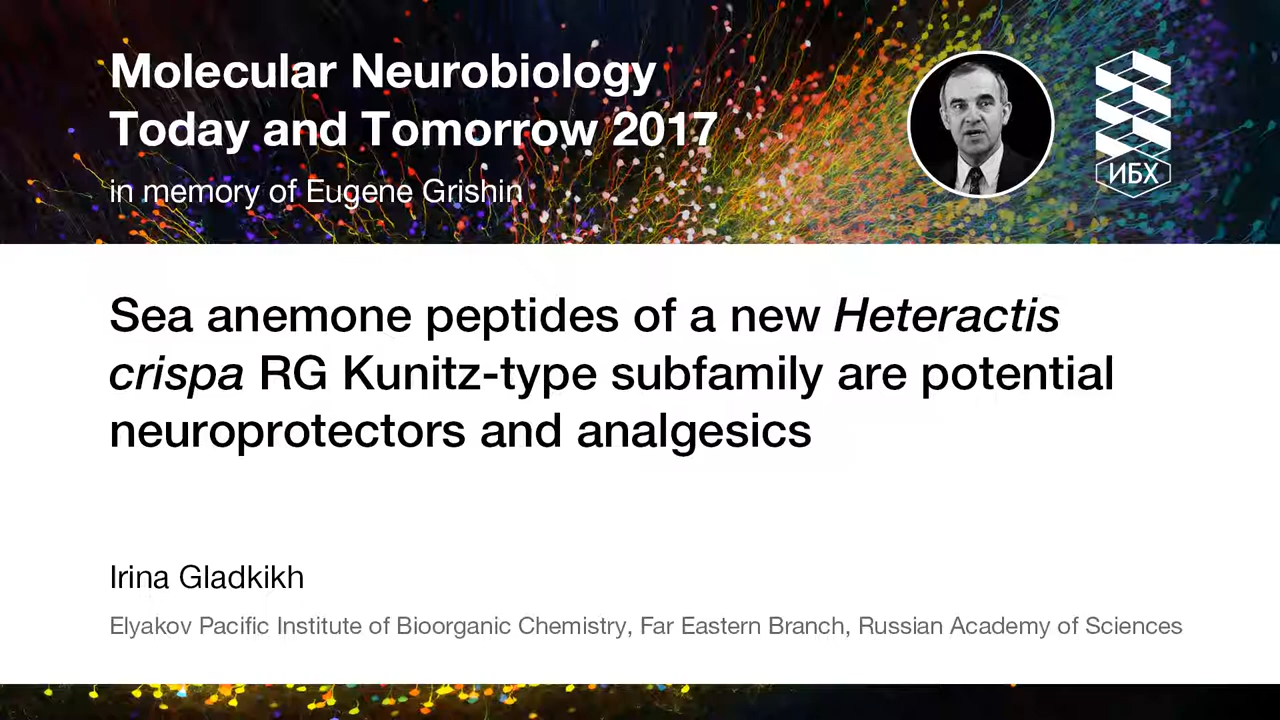 Molecular Neurobiology
Today and Tomorrow 2017
in memory of Eugene Grishin
ИБХ
Sea anemone peptides of a new Heteractis
crispa RG Kunitz-type subfamily are potential
neuroprotectors and analgesics
Irina Gladkikh
Elyakov Pacific Institute of Bioorganic Chemistry, Far Eastern Branch, Russian Academy of Sciences